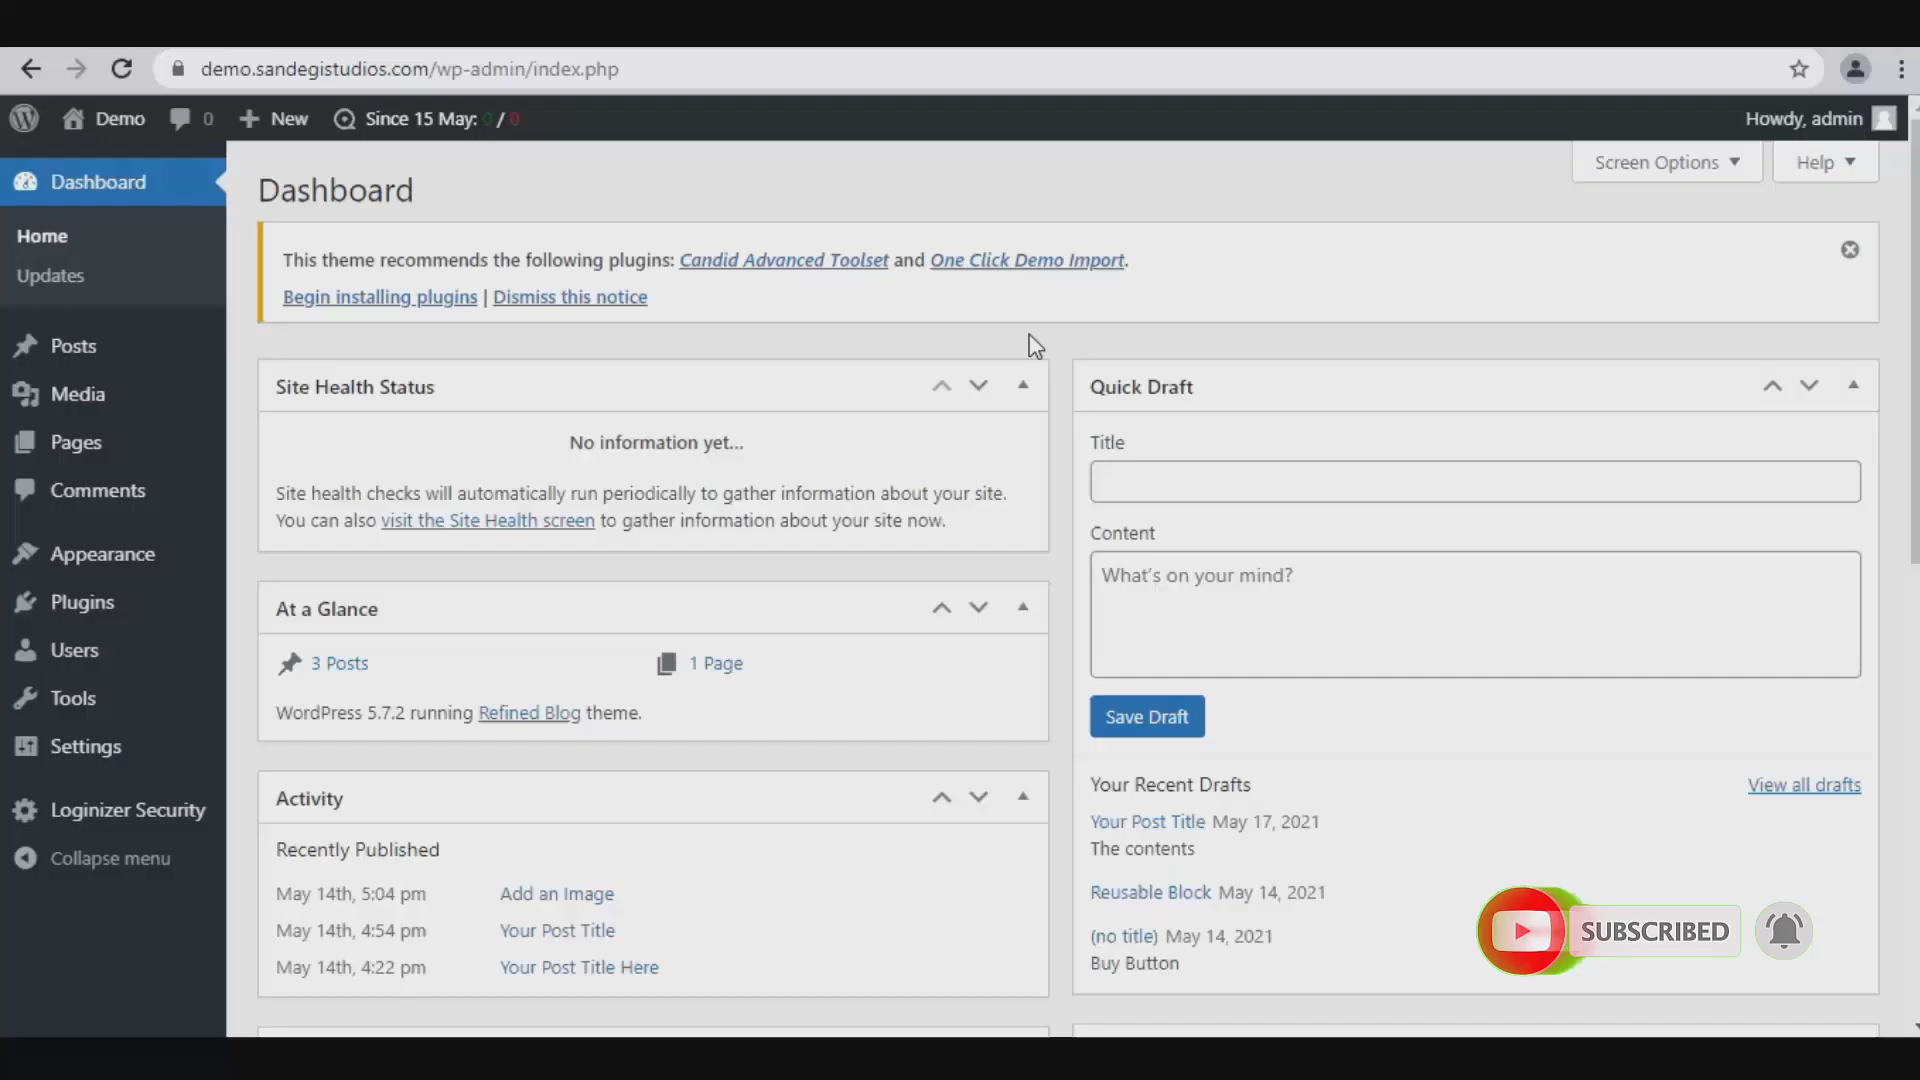 demo.sandegistudios.com/wp-admin/index.php
Demo 0 New Since 15 May: 0 / 0 Howdy, admin
Screen Options Help
Dashboard
Home
Updates
Posts
Media
Pages
Comments
Appearance
Plugins
Users
Tools
Settings
Loginizer Security
Collapse menu
Dashboard
This theme recommends the following plugins: Candid Advanced Toolset and One Click Demo Import.
Begin installing plugins | Dismiss this notice
Site Health Status
No information yet...
Site health checks will automatically run periodically to gather information about your site.
You can also visit the Site Health screen to gather information about your site now.
At a Glance
3 Posts 1 Page
WordPress 5.7.2 running Refined Blog theme.
Activity
Recently Published
May 14th, 5:04 pm Add an Image
May 14th, 4:54 pm Your Post Title
May 14th, 4:22 pm Your Post Title Here
Quick Draft
Title
Content
What's on your mind?
Save Draft
Your Recent Drafts View all drafts
Your Post Title May 17, 2021
The contents
Reusable Block May 14, 2021
(no title) May 14, 2021
Buy Button
SUBSCRIBED